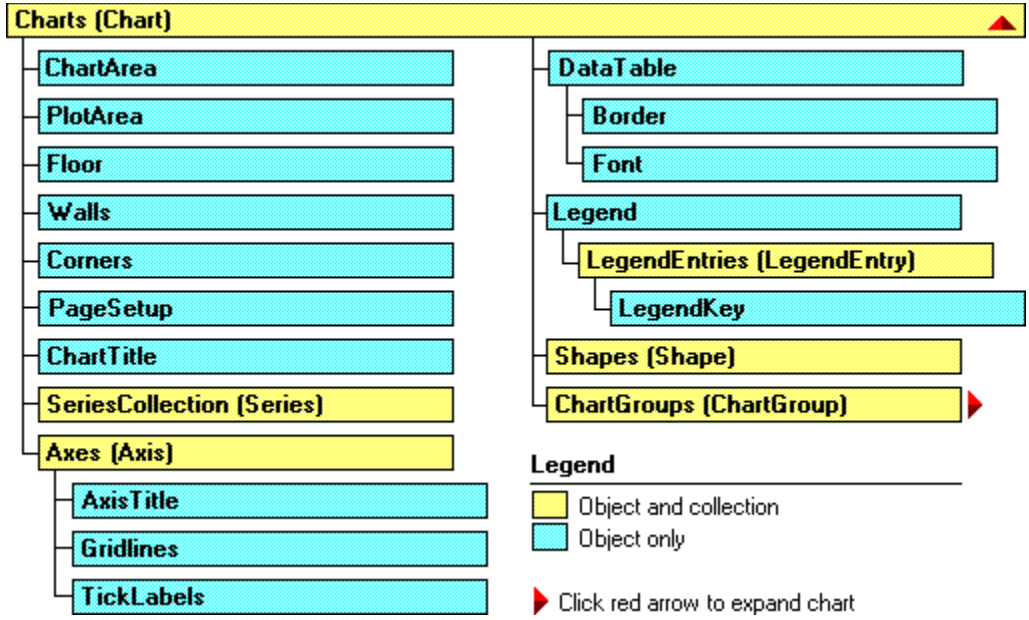 Charts (Chart)
ChartArea
PlotArea
Floor
Walls
Corners
PageSetup
ChartTitle
SeriesCollection (Series)
Axes (Axis)
AxisTitle
Gridlines
TickLabels
DataTable
Border
Font
Legend
LegendEntries (LegendEntry)
LegendKey
Shapes (Shape)
ChartGroups (ChartGroup)
Legend
Object and collection
Object only
Click red arrow to expand chart